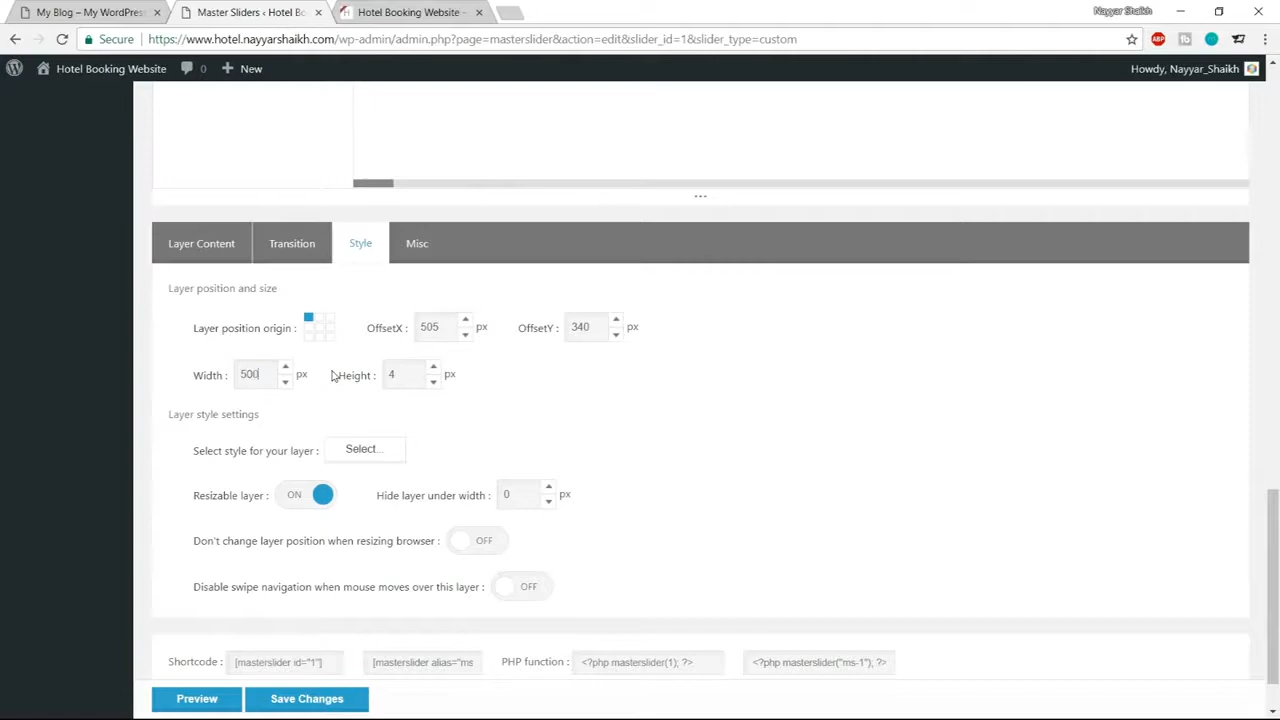 My Blog – My WordPress
Master Sliders ‹ Hotel Bo
Hotel Booking Website –
Nayyar Shaikh
Secure
https://www.hotel.nayyarshaikh.com/wp-admin/admin.php?page=masterslider&action=edit&slider_id=1&slider_type=custom
ABP
Hotel Booking Website
0
New
Howdy, Nayyar_Shaikh
Layer Content
Transition
Style
Misc
Layer position and size
Layer position origin :
OffsetX : 505 px
OffsetY : 340 px
Width : 500 px
Height : 4 px
Layer style settings
Select style for your layer : Select...
Resizable layer : ON
Hide layer under width : 0 px
Don't change layer position when resizing browser : OFF
Disable swipe navigation when mouse moves over this layer : OFF
Shortcode : [masterslider id="1"] [masterslider alias="ms
PHP function : <?php masterslider(1); ?> <?php masterslider("ms-1"), ?>
Preview
Save Changes